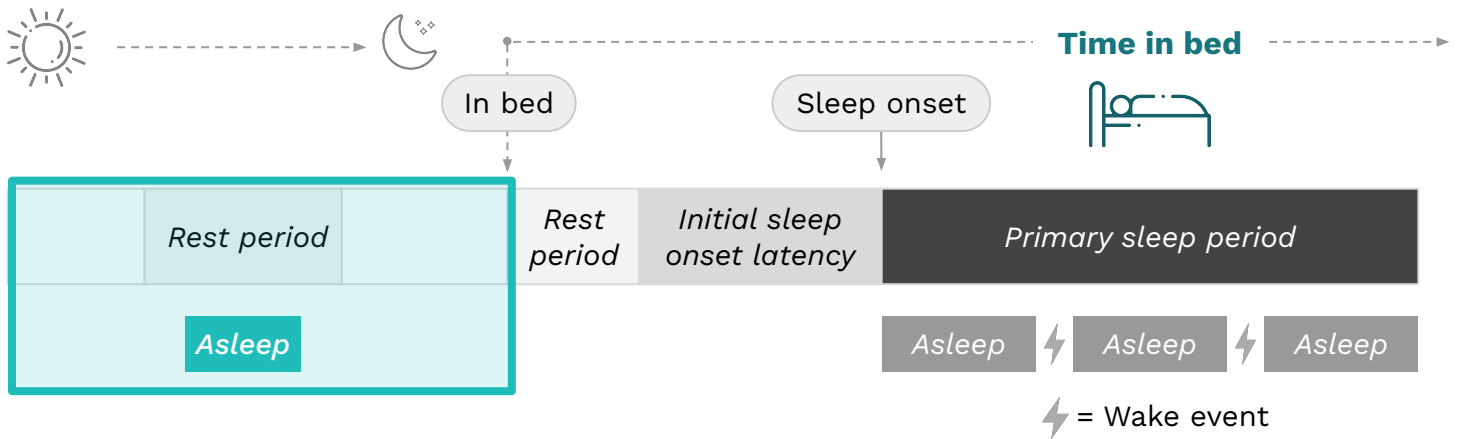 Time in bed
In bed
Sleep onset
Rest period
Rest
period
Initial sleep
onset latency
Primary sleep period
Asleep
Asleep
Asleep
Asleep
= Wake event